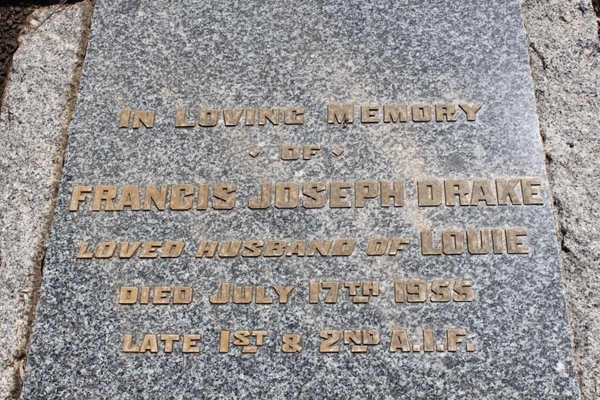 IN LOVING MEMORY
OF
FRANCIS JOSEPH DRAKE
LOVED HUSBAND OF LOUIE
DIED JULY 17TH 1955
LATE 1ST & 2ND A.I.F.